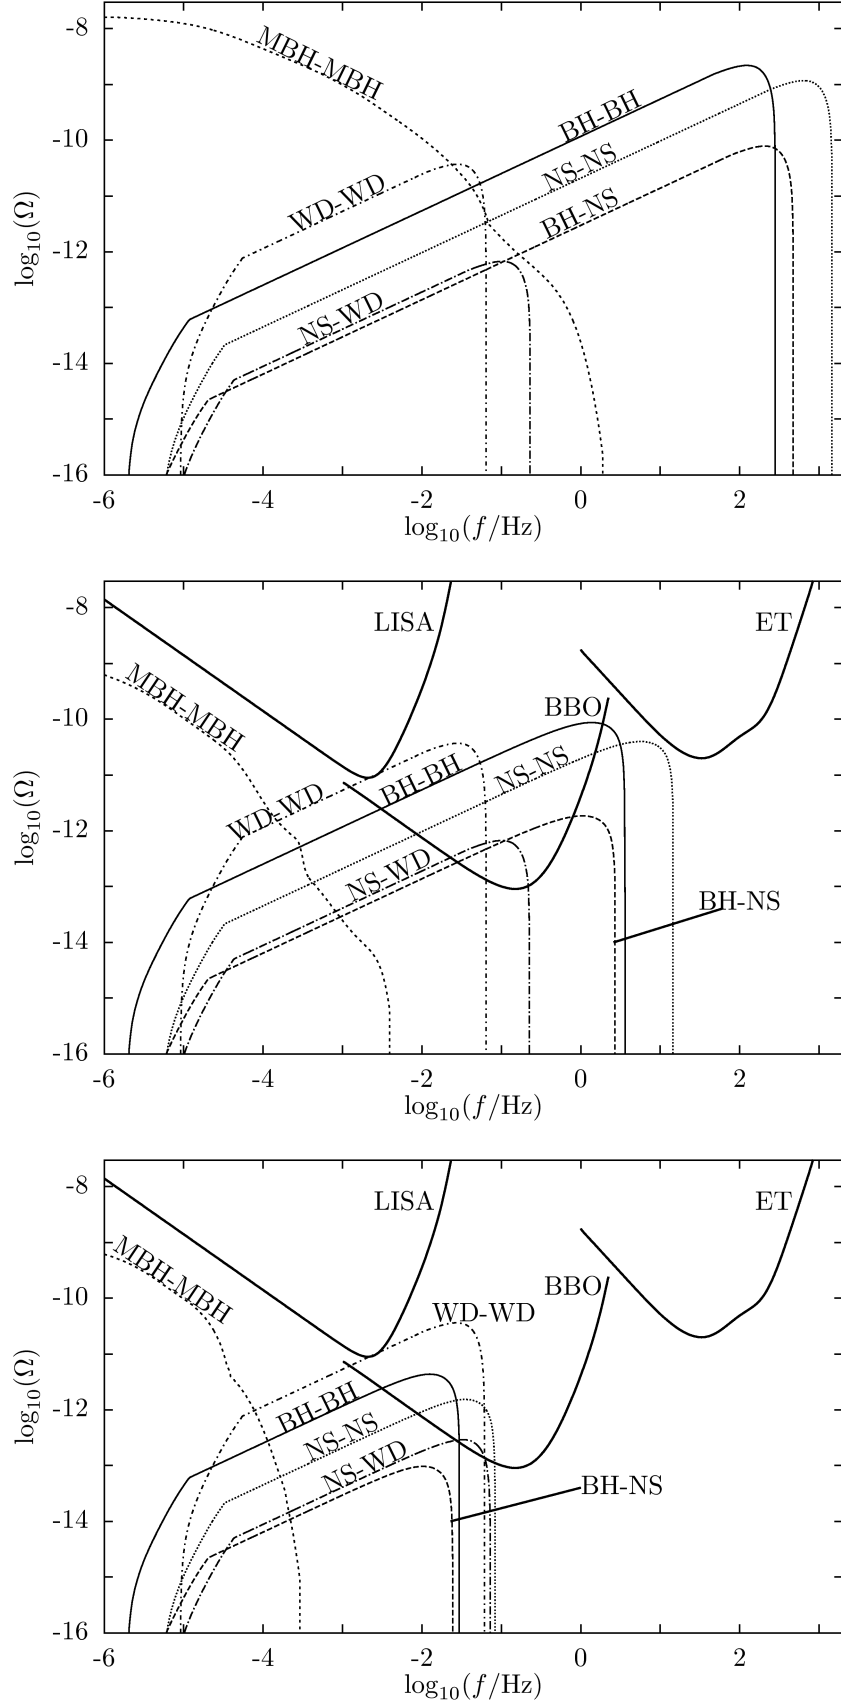 -8
-10
-12
-14
-16
log₁₀(Ω)
MBH-MBH
BH-BH
NS-NS
WD-WD
BH-NS
NS-WD
-6 -4 -2 0 2
log₁₀(f/Hz)
-8
-10
-12
-14
-16
log₁₀(Ω)
LISA
ET
MBH-MBH
BBO
BH-BH
NS-NS
WD-WD
NS-WD
BH-NS
-6 -4 -2 0 2
log₁₀(f/Hz)
-8
-10
-12
-14
-16
log₁₀(Ω)
LISA
ET
MBH-MBH
BBO
WD-WD
BH-BH
NS-NS
NS-WD
BH-NS
-6 -4 -2 0 2
log₁₀(f/Hz)